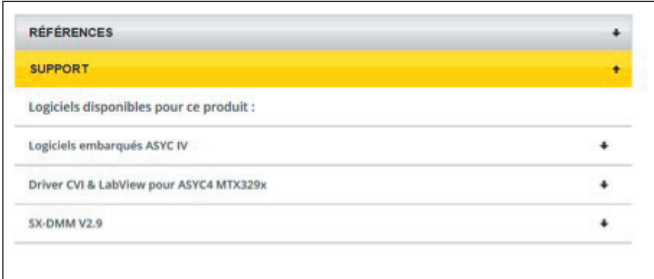 RÉFÉRENCES
SUPPORT
Logiciels disponibles pour ce produit :
Logiciels embarqués ASYC IV
Driver CVI & LabView pour ASYC4 MTX329x
SX-DMM V2.9